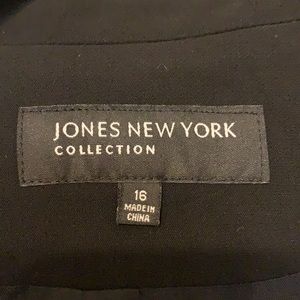 JONES NEW YORK
COLLECTION
16
MADE IN
CHINA